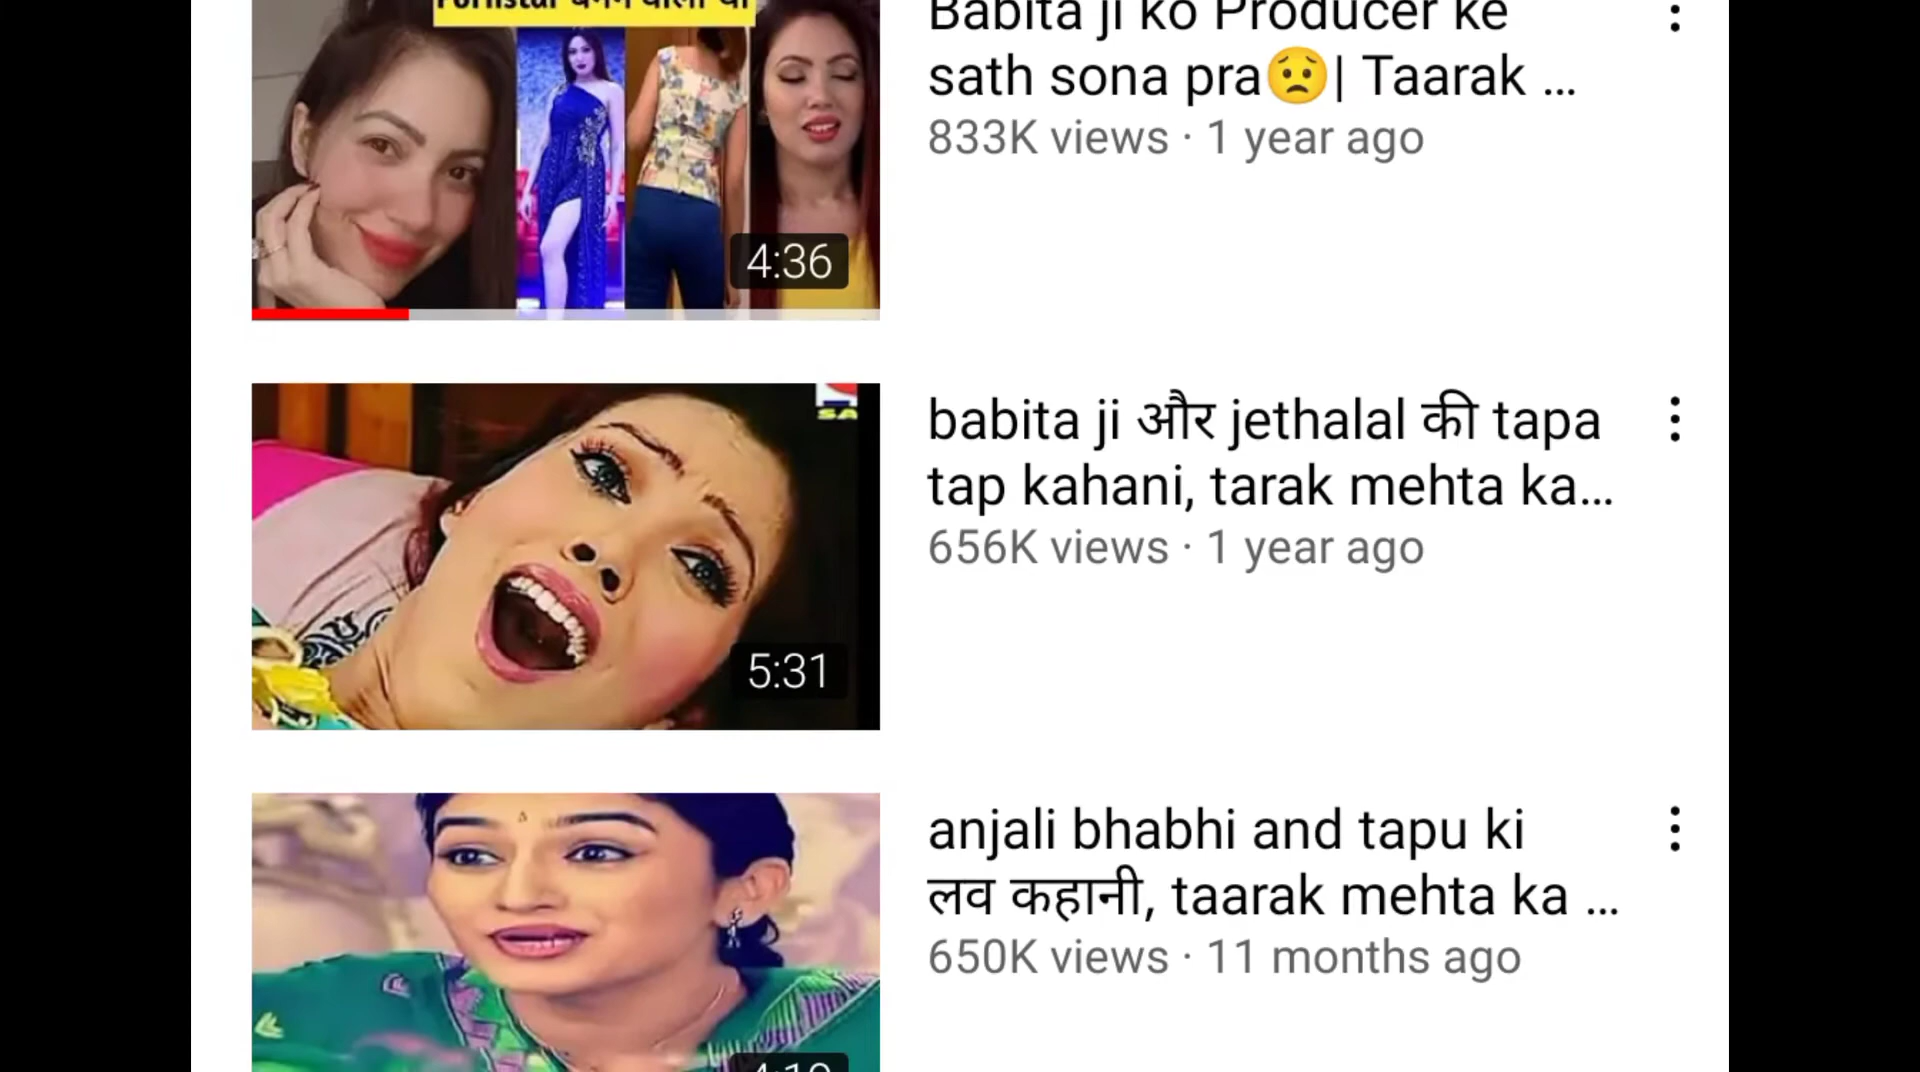 Babita ji ko Producer ke
sath sona pra😟| Taarak ...
833K views · 1 year ago
4:36
SA
babita ji और jethalal की tapa
tap kahani, tarak mehta ka...
656K views · 1 year ago
5:31
anjali bhabhi and tapu ki
लव कहानी, taarak mehta ka ...
650K views · 11 months ago